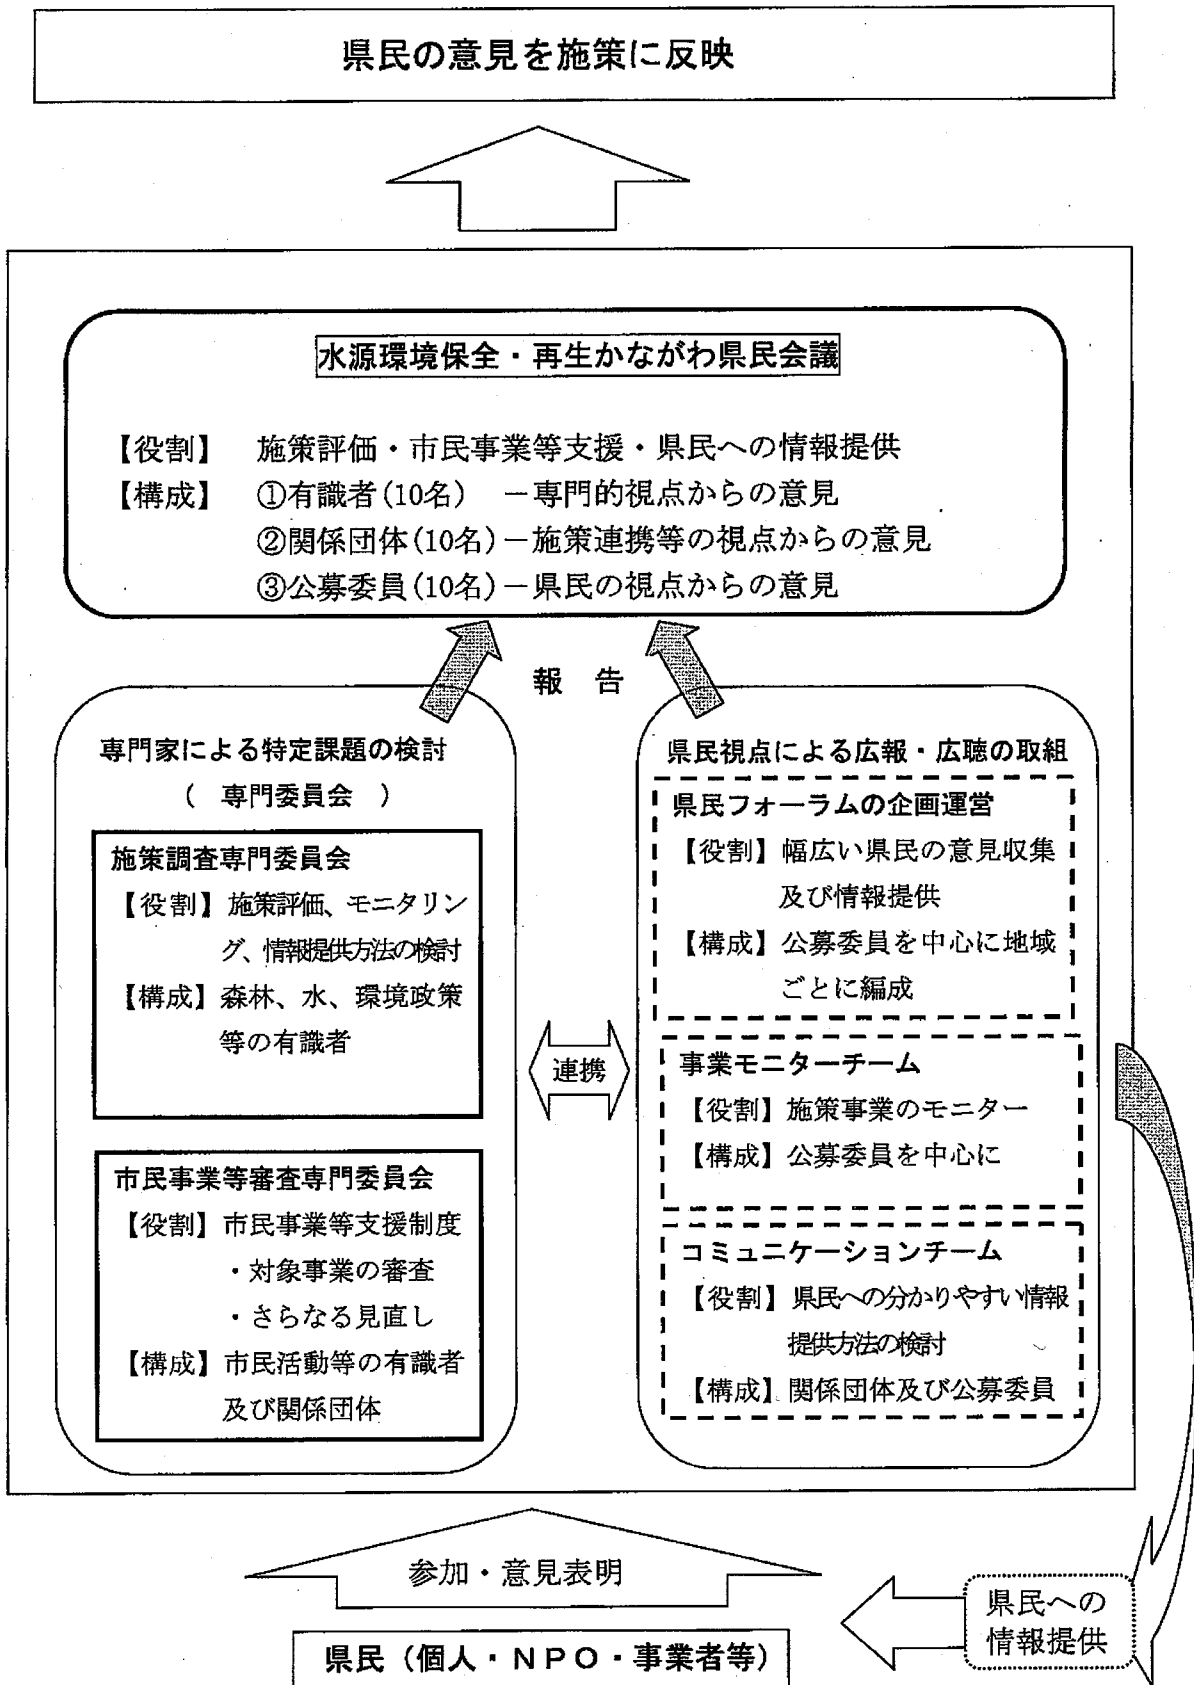 県民の意見を施策に反映
水源環境保全・再生かながわ県民会議
【役割】 施策評価・市民事業等支援・県民への情報提供
【構成】 ①有識者(10名) －専門的視点からの意見
②関係団体(10名)－施策連携等の視点からの意見
③公募委員(10名)－県民の視点からの意見
報 告
専門家による特定課題の検討
( 専門委員会 )
施策調査専門委員会
【役割】施策評価、モニタリン
グ、情報提供方法の検討
【構成】森林、水、環境政策
等の有識者
市民事業等審査専門委員会
【役割】市民事業等支援制度
・対象事業の審査
・さらなる見直し
【構成】市民活動等の有識者
及び関係団体
連携
県民視点による広報・広聴の取組
県民フォーラムの企画運営
【役割】幅広い県民の意見収集
及び情報提供
【構成】公募委員を中心に地域
ごとに編成
事業モニターチーム
【役割】施策事業のモニター
【構成】公募委員を中心に
コミュニケーションチーム
【役割】県民への分かりやすい情報
提供方法の検討
【構成】関係団体及び公募委員
参加・意見表明
県民（個人・ＮＰＯ・事業者等）
県民への
情報提供